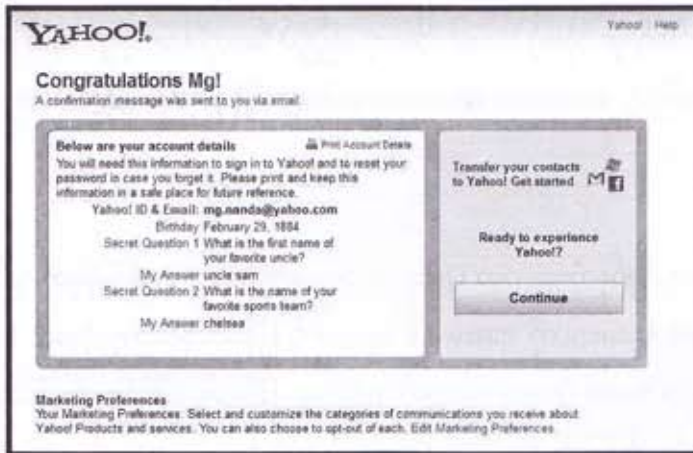 YAHOO!
Yahoo! Help
Congratulations Mg!
A confirmation message was sent to you via email.
Below are your account details
Print Account Details
You will need this information to sign in to Yahoo! and to reset your
password in case you forget it. Please print and keep this
information in a safe place for future reference.
Yahoo! ID & Email: mg.nanda@yahoo.com
Birthday February 29, 1884
Secret Question 1 What is the first name of
your favorite uncle?
My Answer uncle sam
Secret Question 2 What is the name of your
favorite sports team?
My Answer chelsea
Transfer your contacts
to Yahoo! Get started
Ready to experience
Yahoo!?
Continue
Marketing Preferences
Your Marketing Preferences: Select and customize the categories of communications you receive about
Yahoo! Products and services. You can also choose to opt-out of each. Edit Marketing Preferences